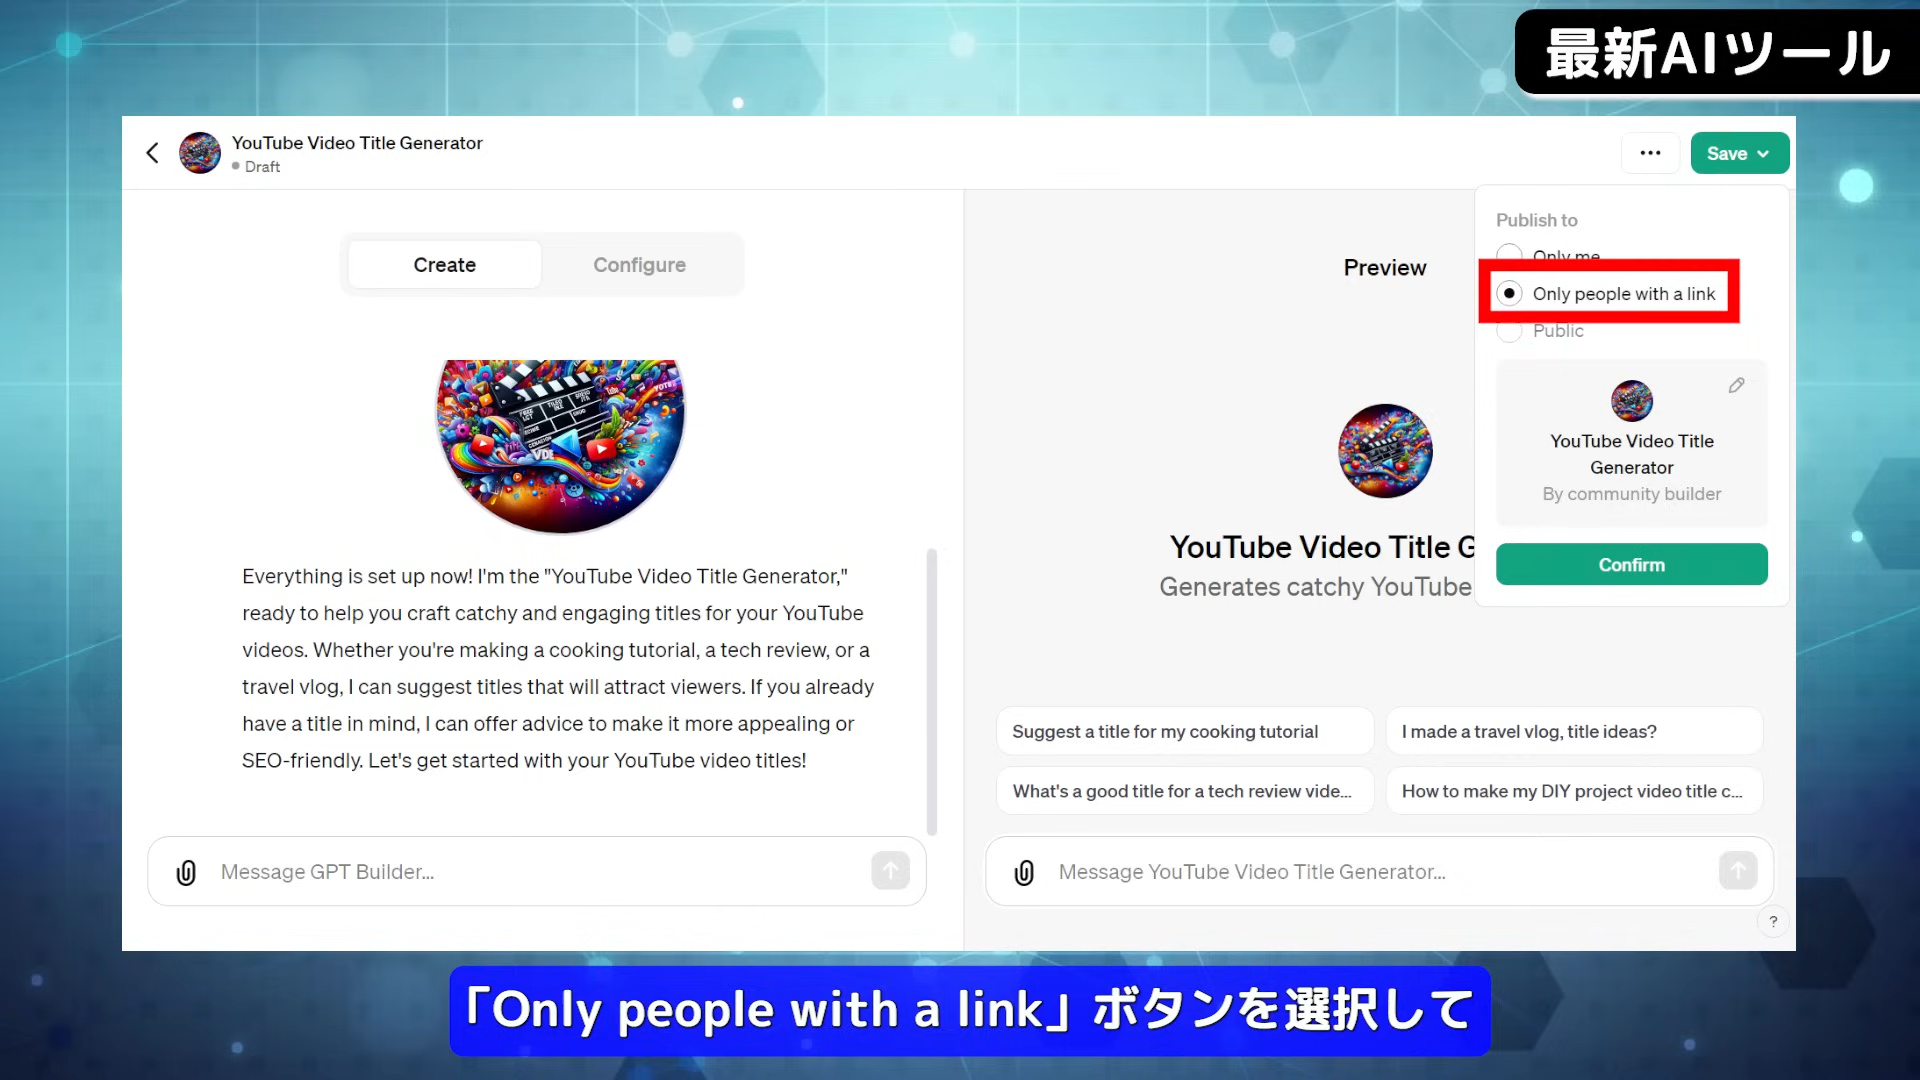 最新AIツール
YouTube Video Title Generator
Draft
Save
Publish to
Only me
Only people with a link
Public
YouTube Video Title
Generator
By community builder
Confirm
Create
Configure
Everything is set up now! I'm the "YouTube Video Title Generator,"
ready to help you craft catchy and engaging titles for your YouTube
videos. Whether you're making a cooking tutorial, a tech review, or a
travel vlog, I can suggest titles that will attract viewers. If you already
have a title in mind, I can offer advice to make it more appealing or
SEO-friendly. Let's get started with your YouTube video titles!
Message GPT Builder...
Preview
YouTube Video Title G
Generates catchy YouTube
Suggest a title for my cooking tutorial
I made a travel vlog, title ideas?
What's a good title for a tech review vide...
How to make my DIY project video title c...
Message YouTube Video Title Generator...
?
「Only people with a link」ボタンを選択して